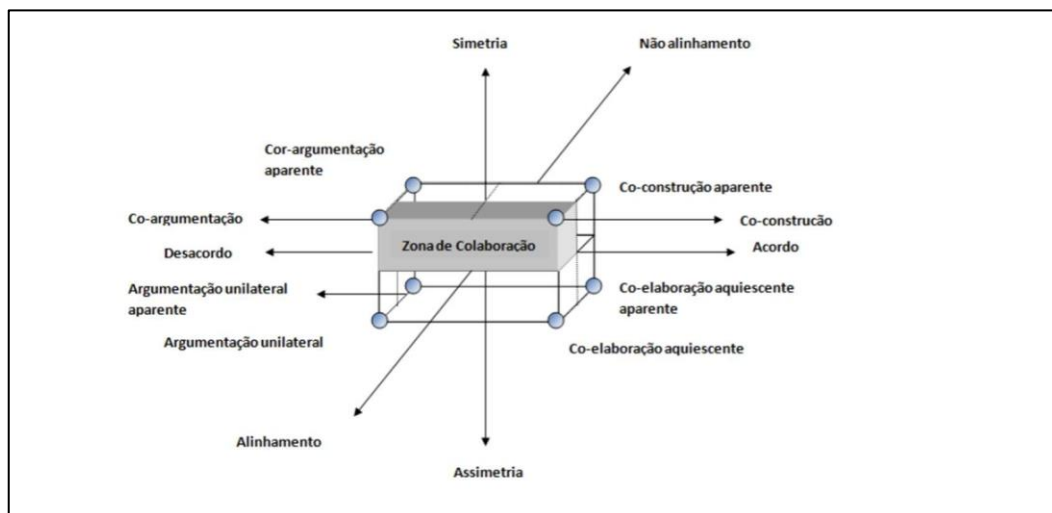 Simetria
Não alinhamento
Cor-argumentação
aparente
Co-construção aparente
Co-argumentação
Co-construcão
Zona de Colaboração
Desacordo
Acordo
Argumentação unilateral
aparente
Co-elaboração aquiescente
aparente
Argumentação unilateral
Co-elaboração aquiescente
Alinhamento
Assimetria